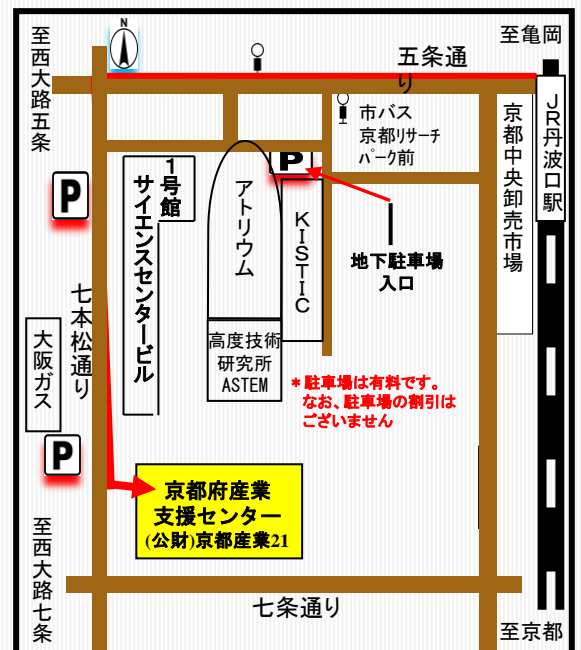 N
至亀岡
至西大路五条
五条通
り
市バス
京都リサーチ
パーク前
京都中央卸売市場
JR丹波口駅
P
P
1号館
サイエンスセンタービル
アトリウム
KISTIC
地下駐車場
入口
七本松通り
大阪ガス
高度技術
研究所
ASTEM
＊駐車場は有料です。
なお、駐車場の割引は
ございません
P
京都府産業
支援センター
(公財)京都産業21
至西大路七条
七条通り
至京都